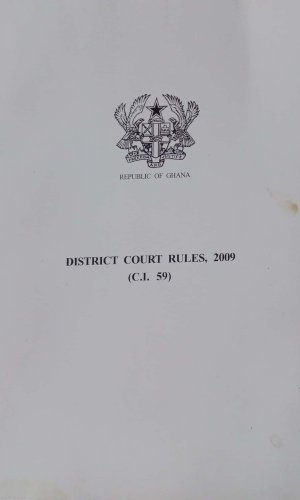 REPUBLIC OF GHANA
DISTRICT COURT RULES, 2009
(C.I. 59)